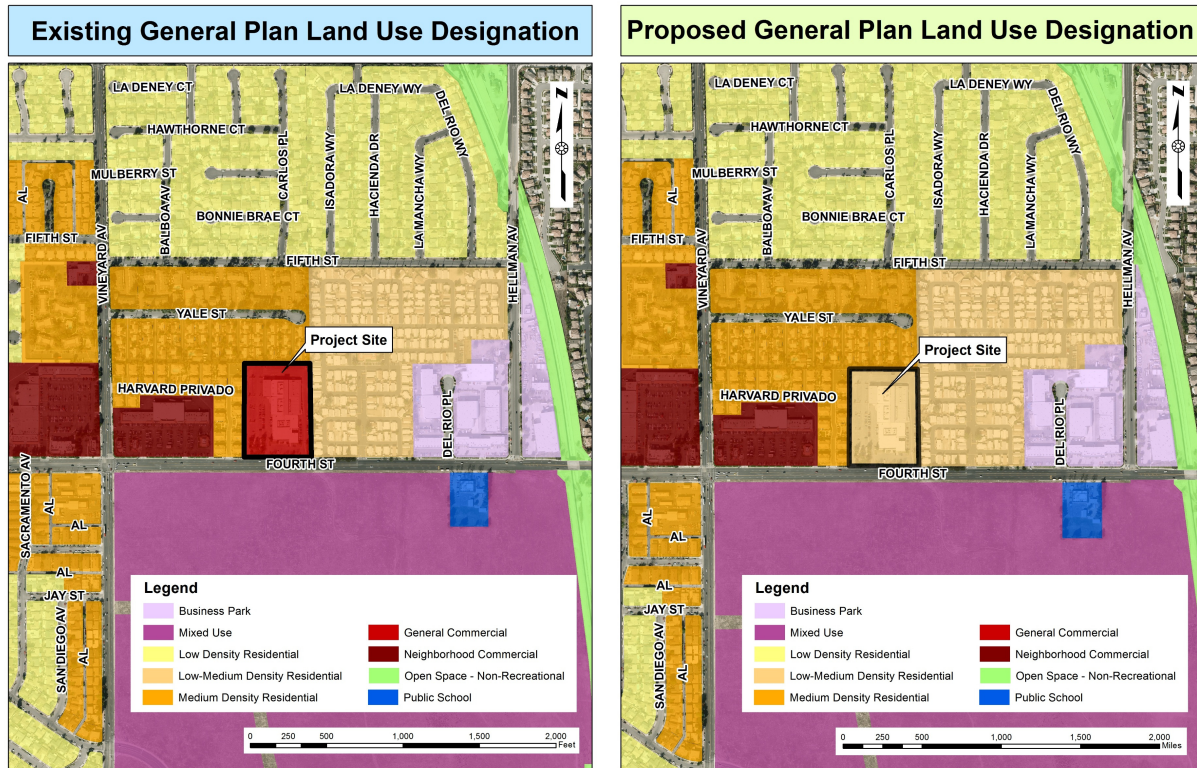 Existing General Plan Land Use Designation
LA DENEY CT
LA DENEY WY
DEL RIO WY
N
HAWTHORNE CT
CARLOS PL
ISADORA WY
HACIENDA DR
LA MANCHA WY
MULBERRY ST
AL
BALBOA AV
BONNIE BRAE CT
FIFTH ST
VINEYARD AV
FIFTH ST
HELLMAN AV
YALE ST
Project Site
HARVARD PRIVADO
DEL RIO PL
FOURTH ST
SACRAMENTO AV
AL
AL
AL
JAY ST
SAN DIEGO AV
AL
Legend
Business Park
Mixed Use
Low Density Residential
Low-Medium Density Residential
Medium Density Residential
General Commercial
Neighborhood Commercial
Open Space - Non-Recreational
Public School
0 500 1,000 1,500 2,000
Feet
Proposed General Plan Land Use Designation
LA DENEY CT
LA DENEY WY
DEL RIO WY
N
HAWTHORNE CT
CARLOS PL
ISADORA WY
HACIENDA DR
LA MANCHA WY
MULBERRY ST
AL
BALBOA AV
BONNIE BRAE CT
FIFTH ST
VINEYARD AV
FIFTH ST
HELLMAN AV
YALE ST
Project Site
HARVARD PRIVADO
DEL RIO PL
FOURTH ST
AL
AL
AL
JAY ST
SAN DIEGO AV
AL
Legend
Business Park
Mixed Use
Low Density Residential
Low-Medium Density Residential
Medium Density Residential
General Commercial
Neighborhood Commercial
Open Space - Non-Recreational
Public School
0 250 500 1,000 1,500 2,000
Miles